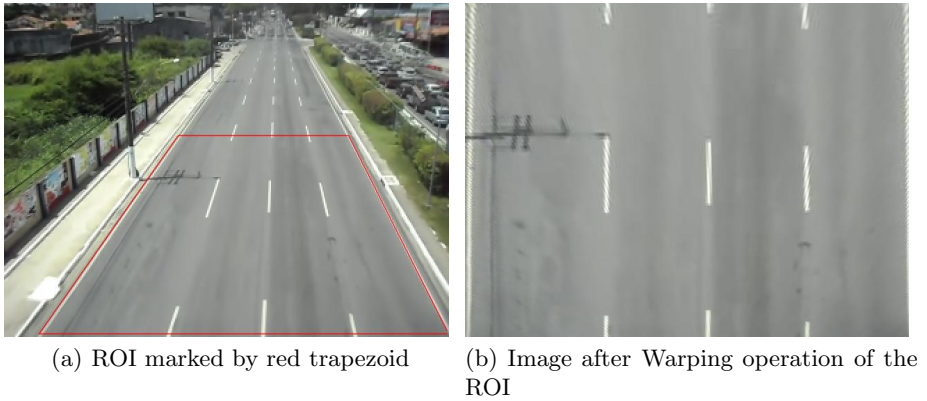 (a) ROI marked by red trapezoid
(b) Image after Warping operation of the
ROI